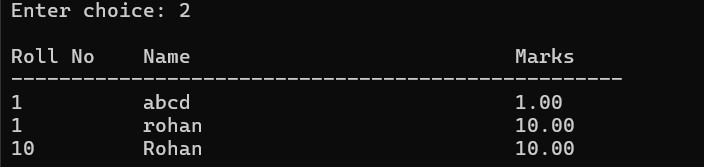 Enter choice: 2
Roll No    Name                           Marks
---------------------------------------------------
1          abcd                           1.00
1          rohan                          10.00
10         Rohan                          10.00